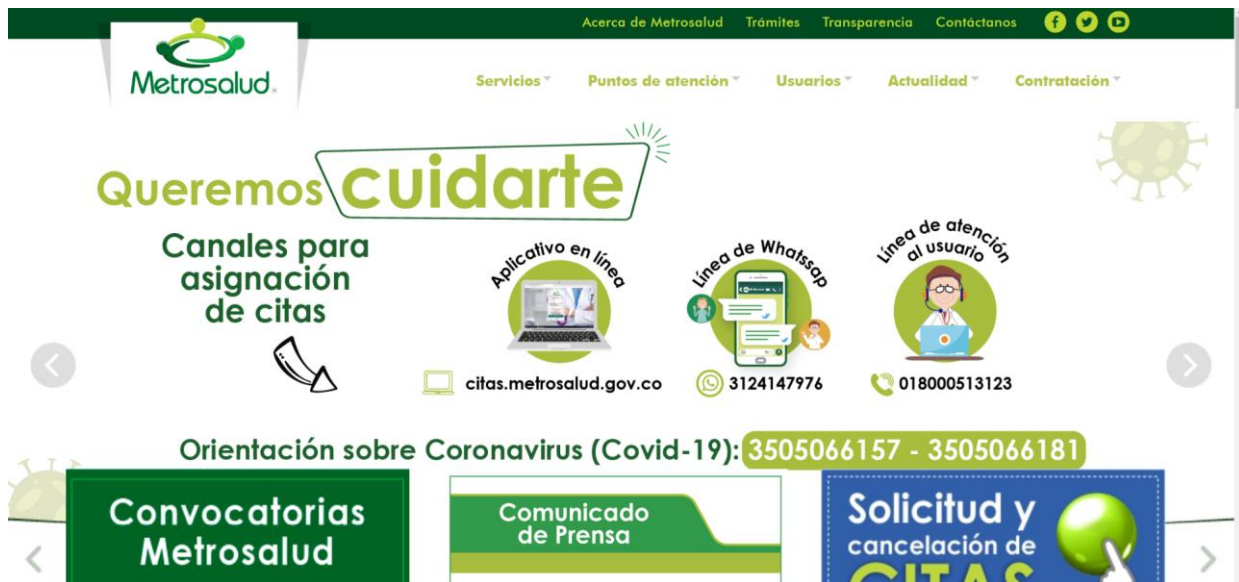 Acerca de Metrosalud Trámites Transparencia Contáctanos
Metrosalud
Servicios Puntos de atención Usuarios Actualidad Contratación
Queremos cuidarte
Canales para
asignación
de citas
Aplicativo en línea
Línea de Whatssap
Línea de atención
al usuario
citas.metrosalud.gov.co
3124147976
018000513123
Orientación sobre Coronavirus (Covid-19): 3505066157 - 3505066181
Convocatorias
Metrosalud
Comunicado
de Prensa
Solicitud y
cancelación de
CITAS